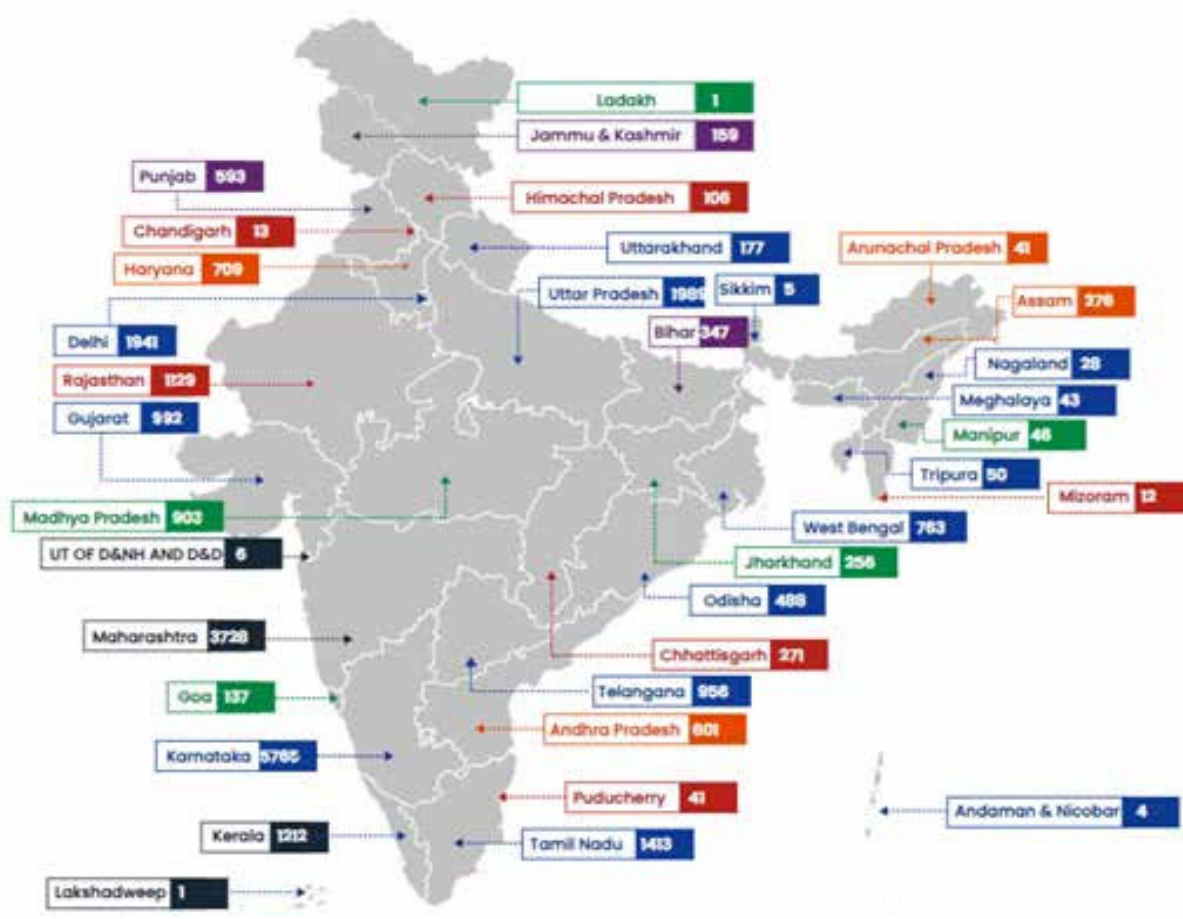 Ladakh 1
Jammu & Kashmir 159
Punjab 593
Himachal Pradesh 106
Chandigarh 13
Uttarakhand 177
Arunachal Pradesh 41
Haryana 709
Uttar Pradesh 1989
Sikkim 5
Assam 276
Bihar 347
Delhi 1941
Nagaland 28
Rajasthan 1129
Meghalaya 43
Gujarat 992
Manipur 46
Tripura 50
Mizoram 12
Madhya Pradesh 903
West Bengal 763
UT OF D&NH AND D&D 6
Jharkhand 256
Odisha 488
Maharashtra 3728
Chhattisgarh 271
Goa 137
Telangana 956
Andhra Pradesh 601
Karnataka 5765
Puducherry 41
Andaman & Nicobar 4
Kerala 1212
Tamil Nadu 1413
Lakshadweep 1